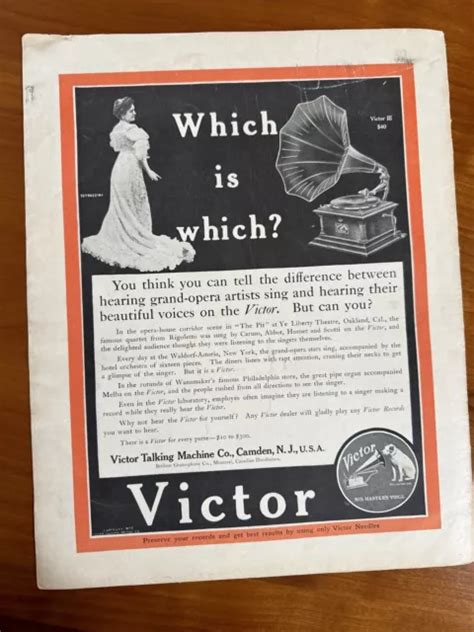 Which
is
which?
Victor III
$40
TETRAZZINI
You think you can tell the difference between
hearing grand-opera artists sing and hearing their
beautiful voices on the Victor. But can you?
In the opera-house corridor scene in "The Pit" at Ye Liberty Theatre, Oakland, Cal., the
famous quartet from Rigoletto was sung by Caruso, Abbot, Homer and Scotti on the Victor, and
the delighted audience thought they were listening to the singers themselves.
Every day at the Waldorf-Astoria, New York, the grand-opera stars sing, accompanied by the
hotel orchestra of sixteen pieces. The diners listen with rapt attention, craning their necks to get
a glimpse of the singer. But it is a Victor.
In the rotunda of Wanamaker's famous Philadelphia store, the great pipe organ accompanied
Melba on the Victor, and the people rushed from all directions to see the singer.
Even in the Victor laboratory, employes often imagine they are listening to a singer making a
record while they really hear the Victor.
Why not hear the Victor for yourself? Any Victor dealer will gladly play any Victor Records
you want to hear.
There is a Victor for every purse—$10 to $300.
Victor Talking Machine Co., Camden, N. J., U.S.A.
Berliner Gramophone Co., Montreal, Canadian Distributors.
Victor
HIS MASTER'S VOICE
Victor
Preserve your records and get best results by using only Victor Needles